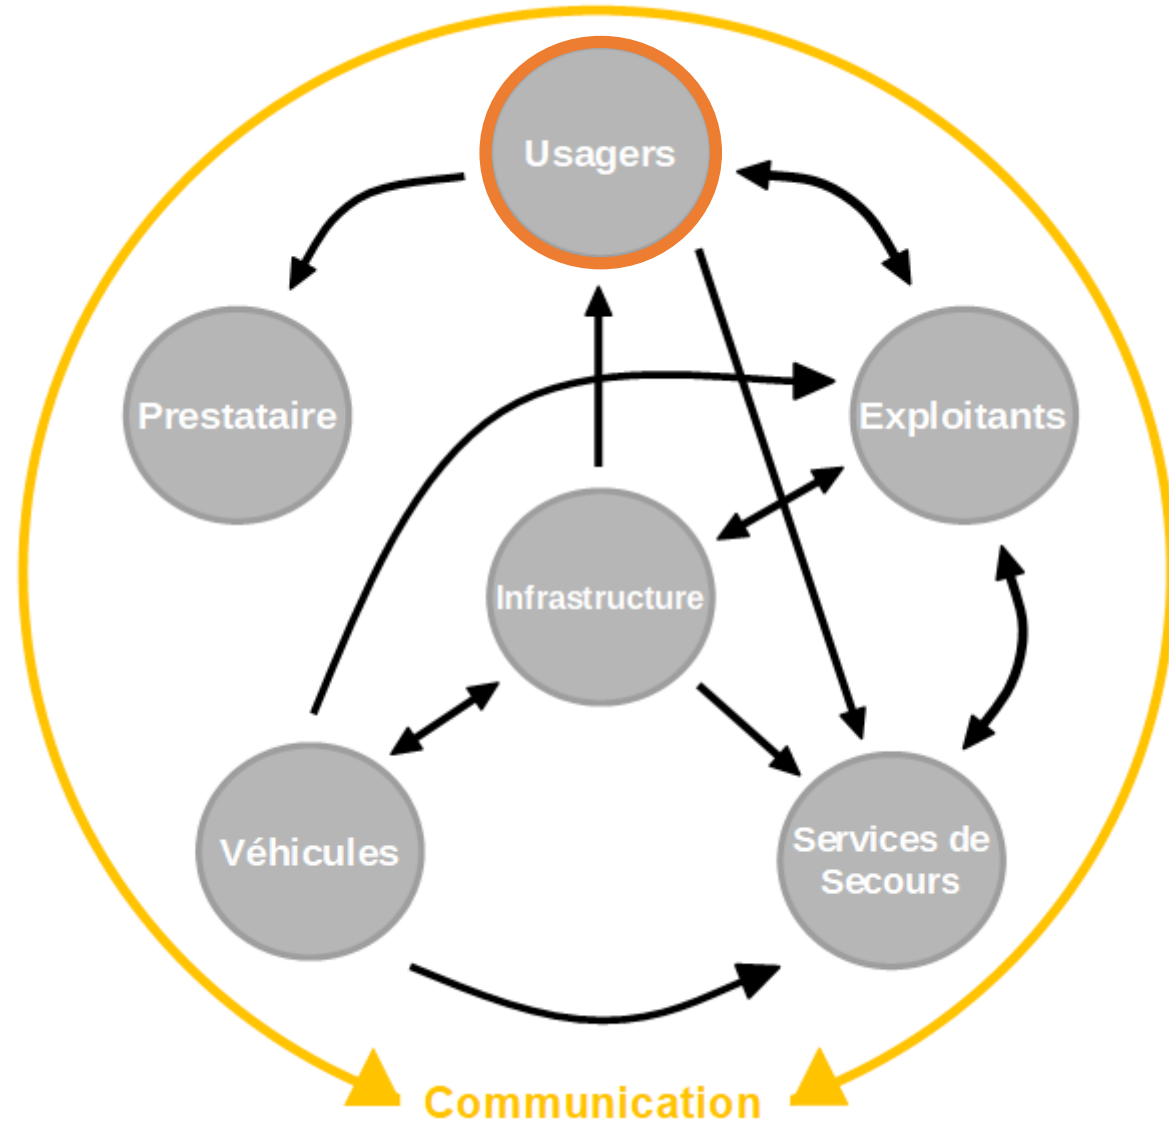 Usagers
Prestataire
Exploitants
Infrastructure
Véhicules
Services de
Secours
Communication